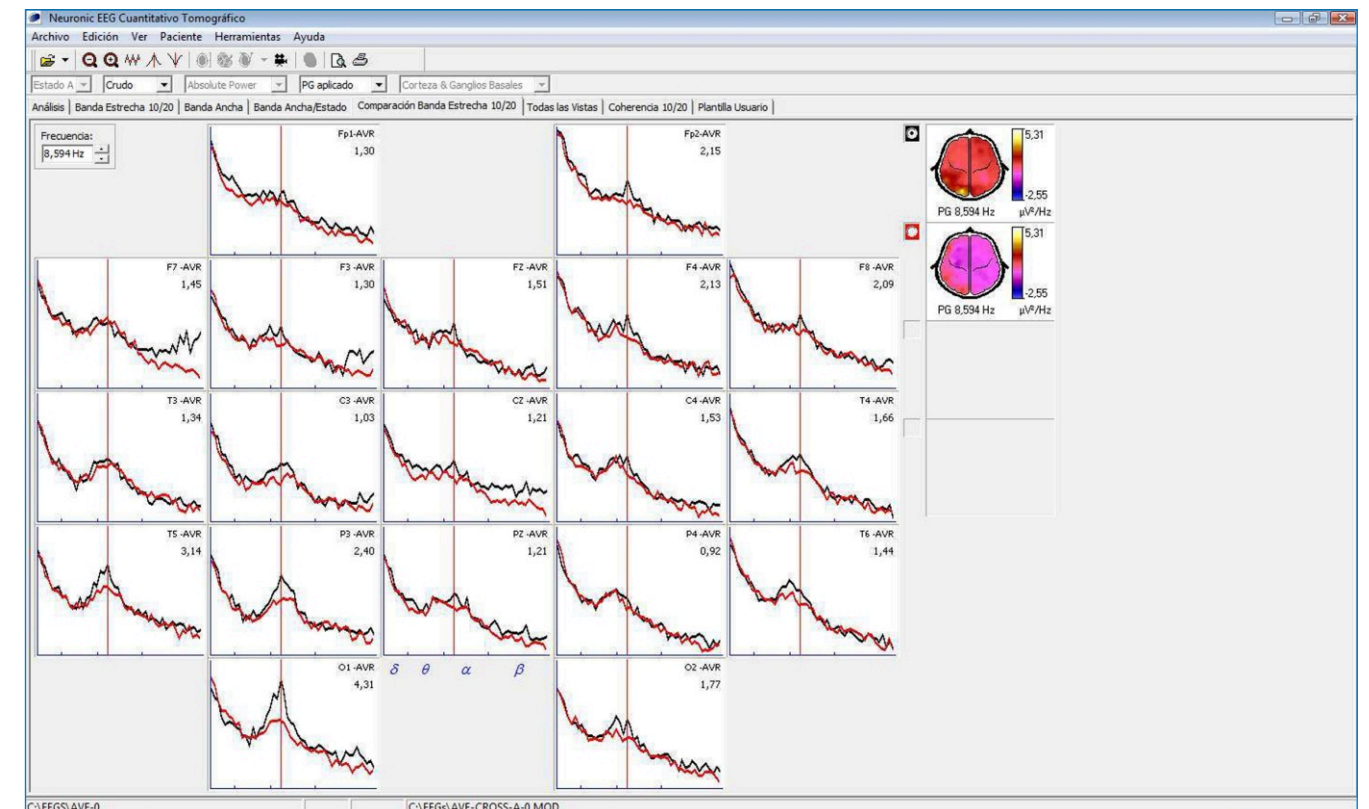 Neuronic EEG Cuantitativo Tomográfico
Archivo Edición Ver Paciente Herramientas Ayuda
Estado A Crudo Absolute Power PG aplicado Corteza & Ganglios Basales
Análisis Banda Estrecha 10/20 Banda Ancha Banda Ancha/Estado Comparación Banda Estrecha 10/20 Todas las Vistas Coherencia 10/20 Plantilla Usuario
Frecuencia:
8,594 Hz
Fp1-AVR
1,30
Fp2-AVR
2,15
5,31
-2,55
PG 8,594 Hz µV²/Hz
5,31
-2,55
PG 8,594 Hz µV²/Hz
F7 -AVR
1,45
F3 -AVR
1,30
FZ -AVR
1,51
F4 -AVR
2,13
F8 -AVR
2,09
T3 -AVR
1,34
C3 -AVR
1,03
CZ -AVR
1,21
C4 -AVR
1,53
T4 -AVR
1,66
T5 -AVR
3,14
P3 -AVR
2,40
PZ -AVR
1,21
P4 -AVR
0,92
T6 -AVR
1,44
O1 -AVR
4,31
δ θ α β
O2 -AVR
1,77
C:\EEGS\AVF-0 C:\EEGs\AVF-CROSS-A-0.MOD